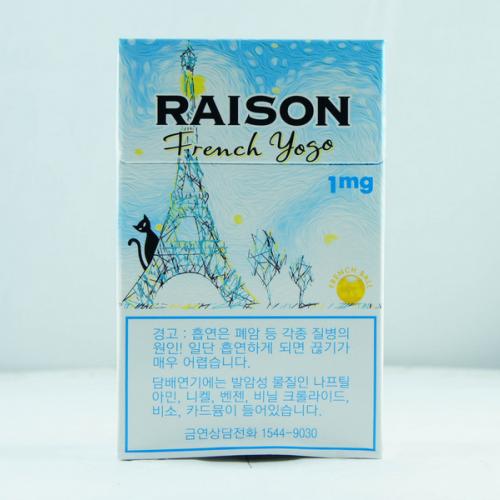 RAISON
French Yogo
1mg
FRENCH BALL
경고 : 흡연은 폐암 등 각종 질병의
원인! 일단 흡연하게 되면 끊기가
매우 어렵습니다.
담배연기에는 발암성 물질인 나프틸
아민, 니켈, 벤젠, 비닐 크롤라이드,
비소, 카드뮴이 들어있습니다.
금연상담전화 1544-9030